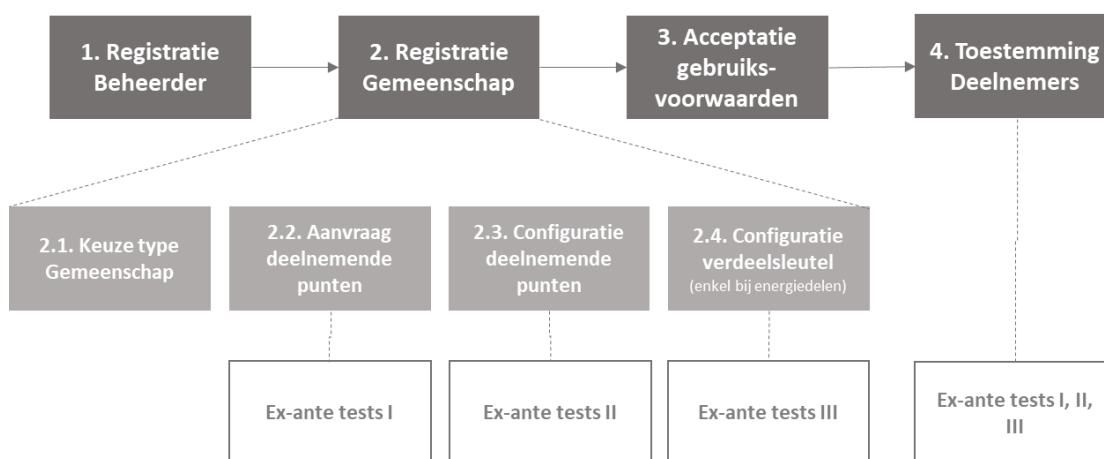 1. Registratie
Beheerder
2. Registratie
Gemeenschap
3. Acceptatie
gebruiks-
voorwaarden
4. Toestemming
Deelnemers
2.1. Keuze type
Gemeenschap
2.2. Aanvraag
deelnemende
punten
2.3. Configuratie
deelnemende
punten
2.4. Configuratie
verdeelsleutel
(enkel bij energiedelen)
Ex-ante tests I
Ex-ante tests II
Ex-ante tests III
Ex-ante tests I, II,
III